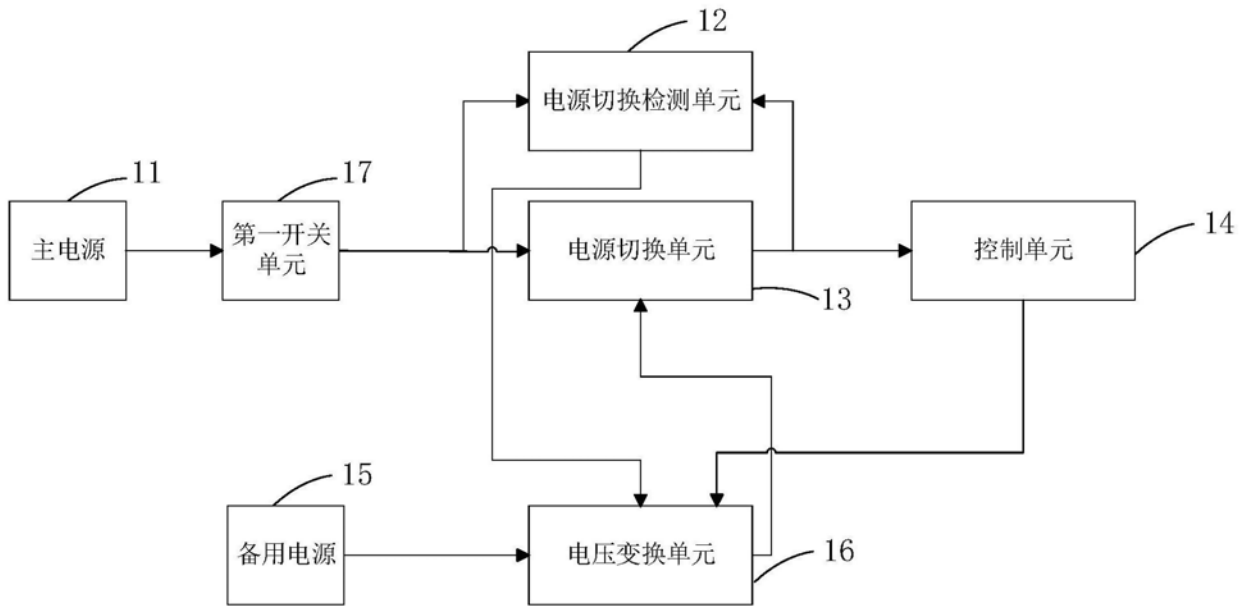 12
电源切换检测单元
11
17
主电源
第一开关
单元
电源切换单元
控制单元
14
13
15
备用电源
电压变换单元
16